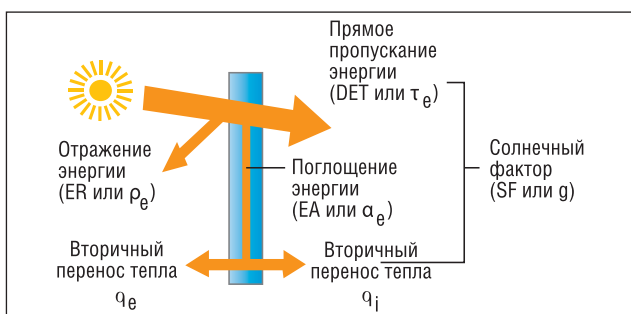 Прямое
пропускание
энергии
(DET или τe)
Отражение
энергии
(ER или ρe)
Поглощение
энергии
(EA или αe)
Солнечный
фактор
(SF или g)
Вторичный
перенос тепла
qe
Вторичный
перенос тепла
qi